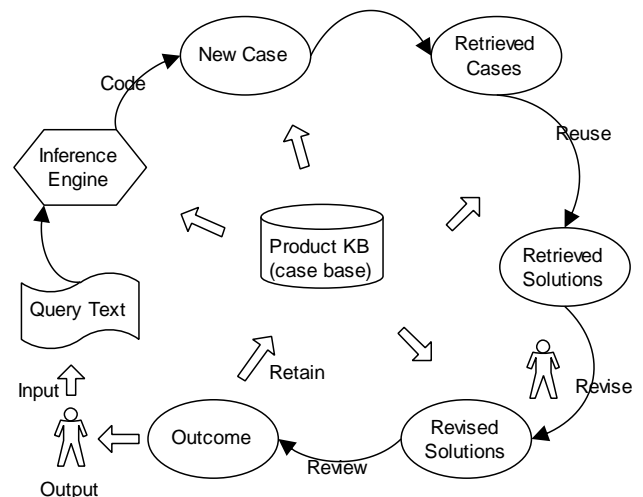 New Case
Retrieved
Cases
Code
Reuse
Inference
Engine
Product KB
(case base)
Retrieved
Solutions
Query Text
Retain
Input
Revise
Outcome
Revised
Solutions
Review
Output